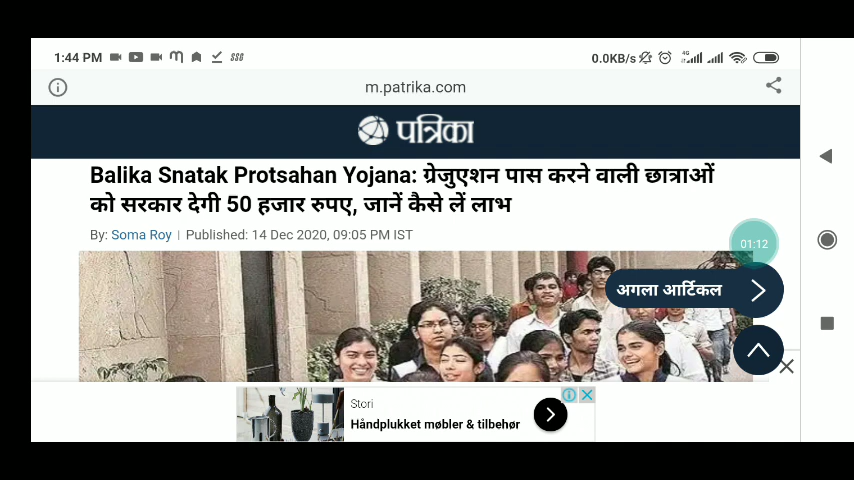 1:44 PM
0.0KB/s 4G
m.patrika.com
पत्रिका
Balika Snatak Protsahan Yojana: ग्रेजुएशन पास करने वाली छात्राओं
को सरकार देगी 50 हजार रुपए, जानें कैसे लें लाभ
By: Soma Roy | Published: 14 Dec 2020, 09:05 PM IST
01:12
अगला आर्टिकल
Stori
Håndplukket møbler & tilbehør